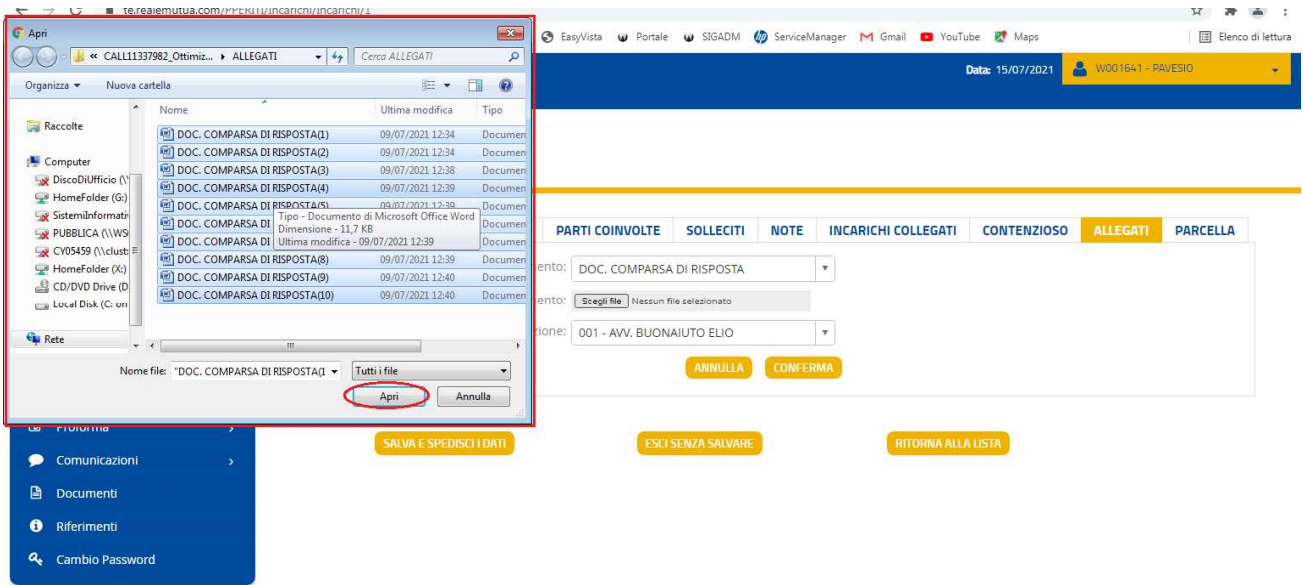 te.realemutua.com/PPERITI/Incarichi/Incarichi/1
EasyVista Portale SIGADM ServiceManager Gmail YouTube Maps Elenco di lettura
Apri
« CALL11337982_Ottimiz... ALLEGATI
Cerca ALLEGATI
Organizza Nuova cartella
Nome Ultima modifica Tipo
Raccolte
Computer
DiscoDiUfficio (\\
HomeFolder (G:)
SistemiInformati
PUBBLICA (\\WS
CY05459 (\\clust
HomeFolder (X:)
CD/DVD Drive (D
Local Disk (C: on
Rete
DOC. COMPARSA DI RISPOSTA(1) 09/07/2021 12:34 Documen
DOC. COMPARSA DI RISPOSTA(2) 09/07/2021 12:34 Documen
DOC. COMPARSA DI RISPOSTA(3) 09/07/2021 12:38 Documen
DOC. COMPARSA DI RISPOSTA(4) 09/07/2021 12:39 Documen
DOC. COMPARSA DI RISPOSTA(5) 09/07/2021 12:39 Documen
DOC. COMPARSA DI Documen
DOC. COMPARSA DI Documen
Tipo - Documento di Microsoft Office Word
Dimensione - 11,7 KB
Ultima modifica - 09/07/2021 12:39
DOC. COMPARSA DI RISPOSTA(8) 09/07/2021 12:39 Documen
DOC. COMPARSA DI RISPOSTA(9) 09/07/2021 12:40 Documen
DOC. COMPARSA DI RISPOSTA(10) 09/07/2021 12:40 Documen
Nome file: "DOC. COMPARSA DI RISPOSTA(1 Tutti i file
Apri Annulla
Data: 15/07/2021 W001641 - PAVESIO
PARTI COINVOLTE SOLLECITI NOTE INCARICHI COLLEGATI CONTENZIOSO ALLEGATI PARCELLA
ento: DOC. COMPARSA DI RISPOSTA
ento: Scegli file Nessun file selezionato
zione: 001 - AVV. BUONAIUTO ELIO
ANNULLA CONFERMA
SALVA E SPEDISCI I DATI ESCI SENZA SALVARE RITORNA ALLA LISTA
Proforma
Comunicazioni
Documenti
Riferimenti
Cambio Password